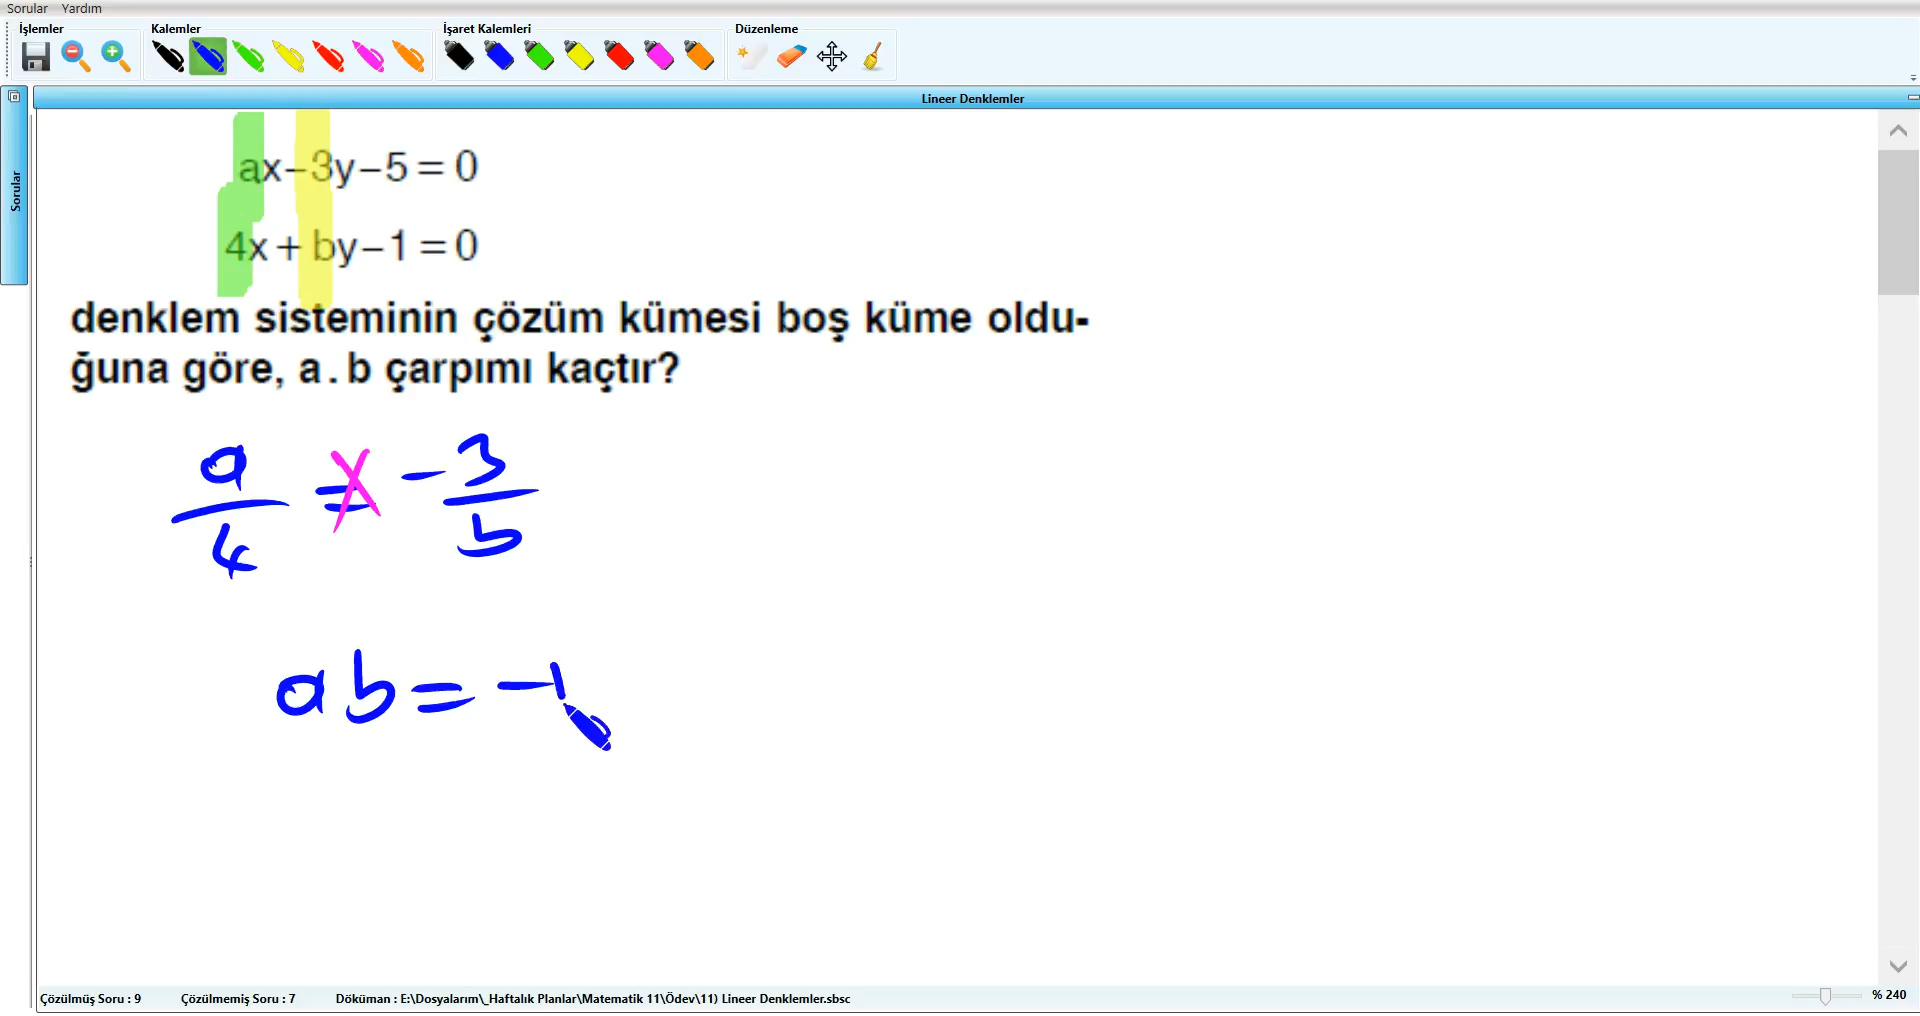 Sorular Yardım
İşlemler Kalemler İşaret Kalemleri Düzenleme
Lineer Denklemler
Sorular
ax−3y−5=0
4x+by−1=0
denklem sisteminin çözüm kümesi boş küme oldu-
ğuna göre, a.b çarpımı kaçtır?
a/4 = -3/b
ab = -1
Çözülmüş Soru : 9 Çözülmemiş Soru : 7 Döküman : E:\Dosyalarım\_Haftalık Planlar\Matematik 11\Ödev\11) Lineer Denklemler.sbsc % 240